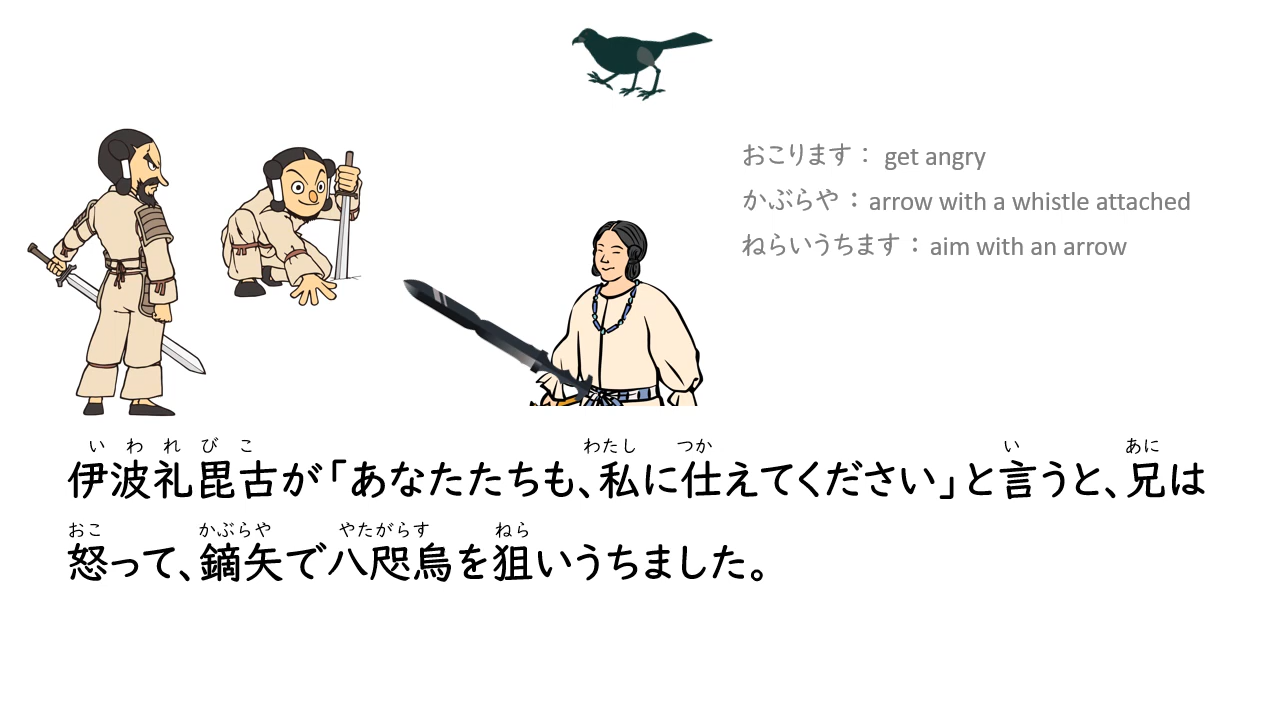 おこります： get angry
かぶらや：arrow with a whistle attached
ねらいうちます：aim with an arrow
いわれびこ わたし つか い あに
伊波礼毘古が「あなたたちも、私に仕えてください」と言うと、兄は
おこ かぶらや やたがらす ねら
怒って、鏑矢で八咫烏を狙いうちました。